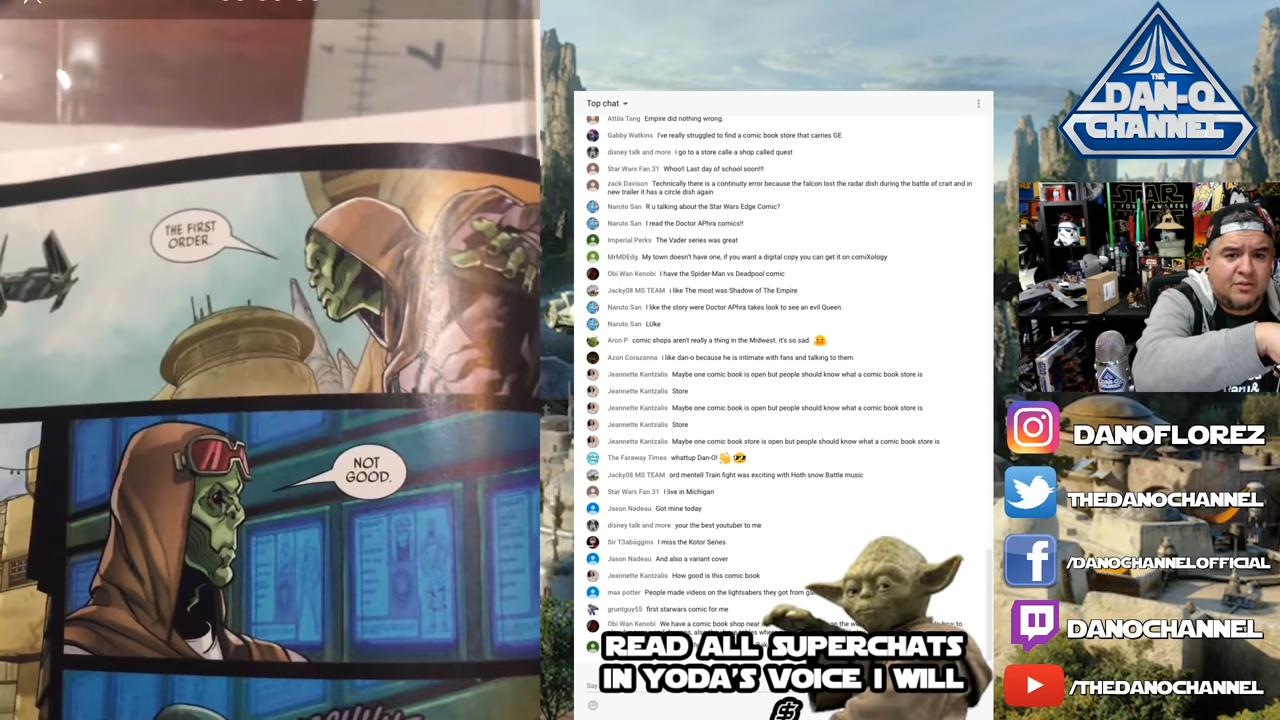 THE FIRST
ORDER.
NOT
GOOD.
Top chat
Attila Tang Empire did nothing wrong.
Gabby Watkins I've really struggled to find a comic book store that carries GE
disney talk and more i go to a store calle a shop called quest
Star Wars Fan 31 Whoo!! Last day of school soon!!!
zack Davison Technically there is a continuity error because the falcon lost the radar dish during the battle of crait and in
new trailer it has a circle dish again
Naruto San R u talking about the Star Wars Edge Comic?
Naruto San I read the Doctor APhra comics!!
Imperial Perks The Vader series was great
MrMDEdg My town doesn't have one, if you want a digital copy you can get it on comiXology
Obi Wan Kenobi I have the Spider-Man vs Deadpool comic
Jacky08 MS TEAM i like The most was Shadow of The Empire
Naruto San I like the story were Doctor APhra takes look to see an evil Queen.
Naruto San LUke
Aron P comic shops aren't really a thing in the Midwest. it's so sad.
Azon Corazanna i like dan-o because he is intimate with fans and talking to them
Jeannette Kantzalis Maybe one comic book is open but people should know what a comic book store is
Jeannette Kantzalis Store
Jeannette Kantzalis Maybe one comic book is open but people should know what a comic book store is
Jeannette Kantzalis Store
Jeannette Kantzalis Maybe one comic book store is open but people should know what a comic book store is
The Faraway Times whattup Dan-O!
Jacky08 MS TEAM ord mentell Train fight was exciting with Hoth snow Battle music
Star Wars Fan 31 I live in Michigan
Jason Nadeau Got mine today
disney talk and more your the best youtuber to me
Sir T3abäggins I miss the Kotor Series
Jason Nadeau And also a variant cover
Jeannette Kantzalis How good is this comic book
max potter People made videos on the lightsabers they got from
gruntguy55 first starwars comic for me
Obi Wan Kenobi We have a comic book shop near
READ ALL SUPERCHATS
IN YODA'S VOICE I WILL
$
THE
DAN-O
CHANNEL
STAR
DANOFLOREZ
THEDANOCHANNEL
/DANOCHANNELOFFICIAL
DANOCHANNEL
/THEDANOCHANNEL